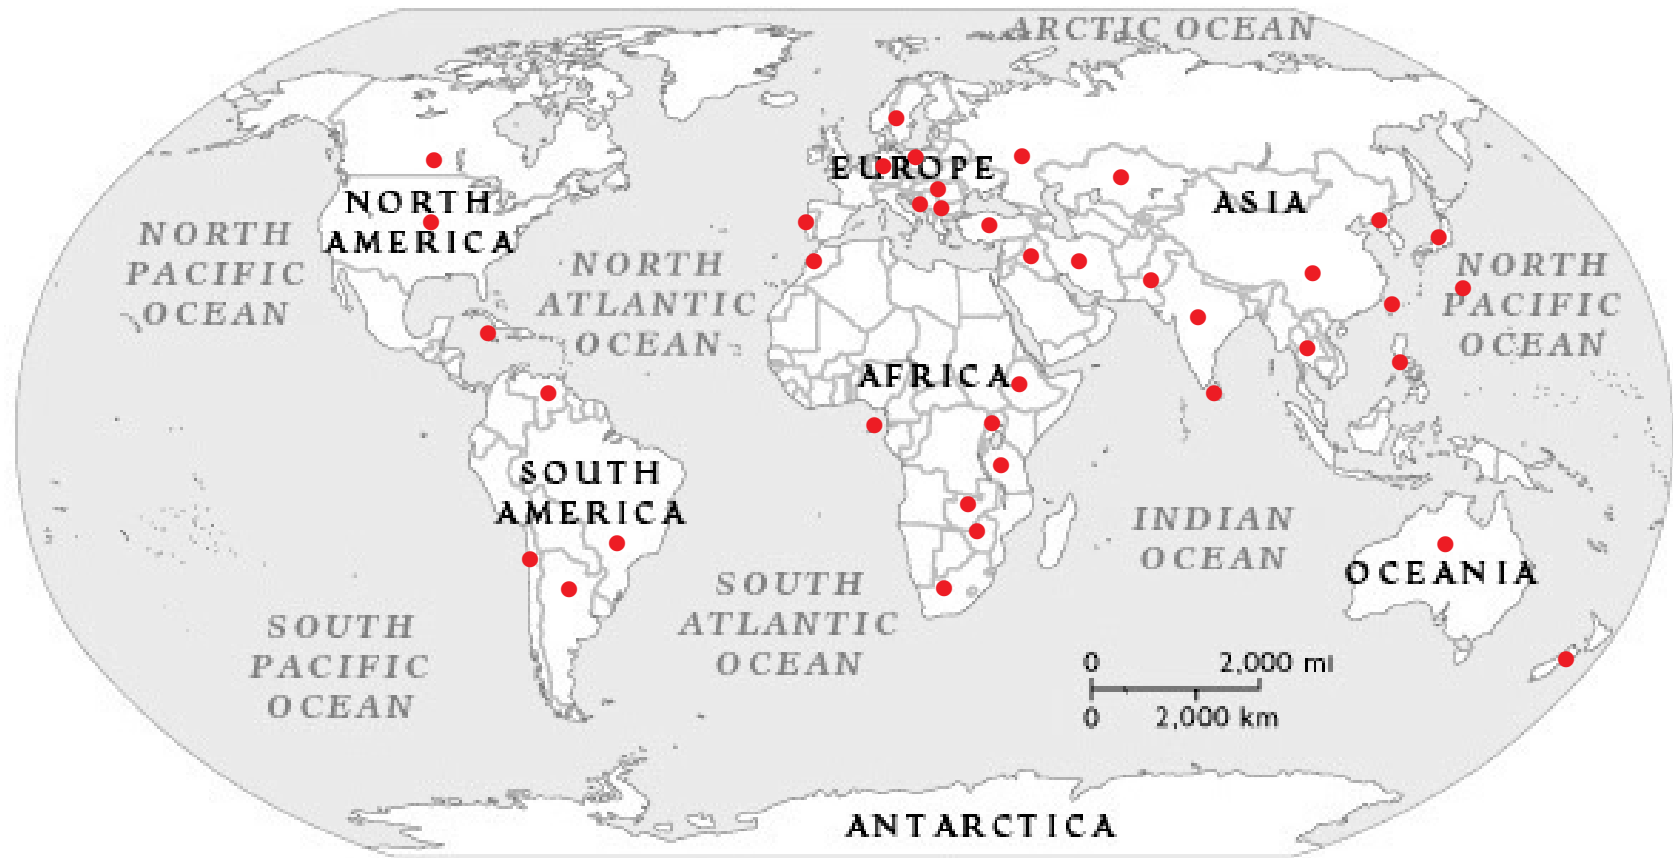 ARCTIC OCEAN
EUROPE
NORTH
AMERICA
ASIA
NORTH
PACIFIC
OCEAN
NORTH
ATLANTIC
OCEAN
NORTH
PACIFIC
OCEAN
AFRICA
SOUTH
AMERICA
INDIAN
OCEAN
OCEANIA
SOUTH
ATLANTIC
OCEAN
SOUTH
PACIFIC
OCEAN
0 2,000 mi
0 2,000 km
ANTARCTICA